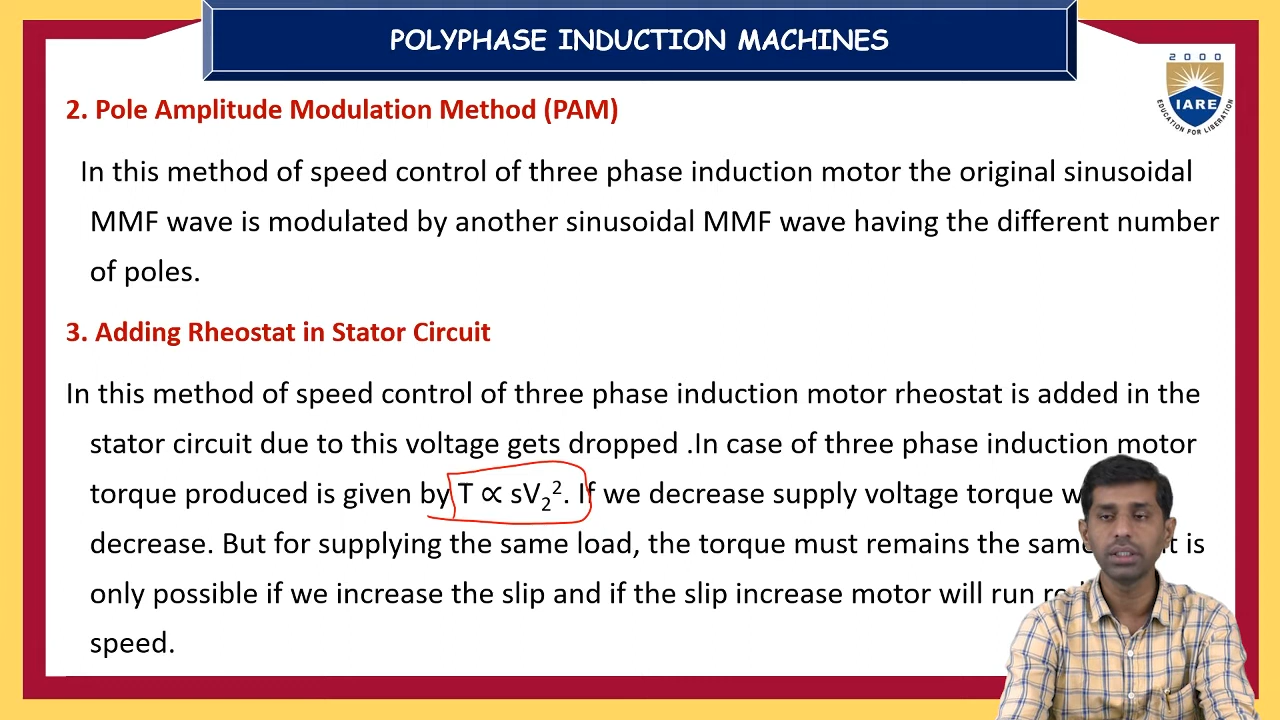 POLYPHASE INDUCTION MACHINES
2000
IARE
EDUCATION FOR LIBERATION
2. Pole Amplitude Modulation Method (PAM)
In this method of speed control of three phase induction motor the original sinusoidal
MMF wave is modulated by another sinusoidal MMF wave having the different number
of poles.
3. Adding Rheostat in Stator Circuit
In this method of speed control of three phase induction motor rheostat is added in the
stator circuit due to this voltage gets dropped .In case of three phase induction motor
torque produced is given by T ∝ sV₂². If we decrease supply voltage torque
decrease. But for supplying the same load, the torque must remains the same is
only possible if we increase the slip and if the slip increase motor will run
speed.